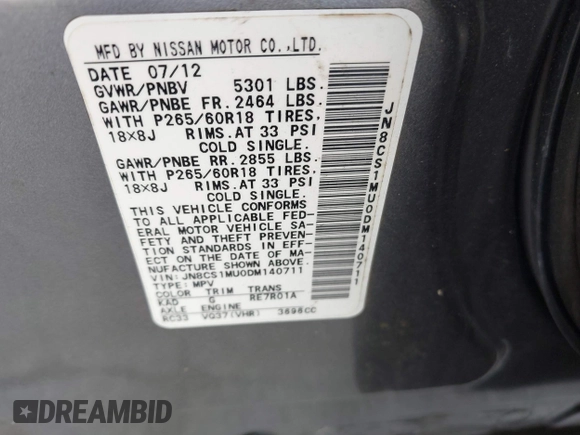 MFD BY NISSAN MOTOR CO.,LTD.
DATE 07/12
GVWR/PNBV 5301 LBS.
GAWR/PNBE FR. 2464 LBS.
WITH P265/60R18 TIRES,
18x8J RIMS.AT 33 PSI
COLD SINGLE.
GAWR/PNBE RR. 2855 LBS.
WITH P265/60R18 TIRES,
18x8J RIMS.AT 33 PSI
COLD SINGLE.
THIS VEHICLE CONFORMS
TO ALL APPLICABLE FED-
ERAL MOTOR VEHICLE SA-
FETY AND THEFT PREVEN-
TION STANDARDS IN EFF-
ECT ON THE DATE OF MA-
NUFACTURE SHOWN ABOVE.
VIN:JN8CS1MU0DM140711
TYPE:MPV
COLOR TRIM TRANS
KAD G RE7R01A
AXLE ENGINE
RC33 VQ37(VHR) 3696CC
JN8CS1MU0DM140711
DREAMBID